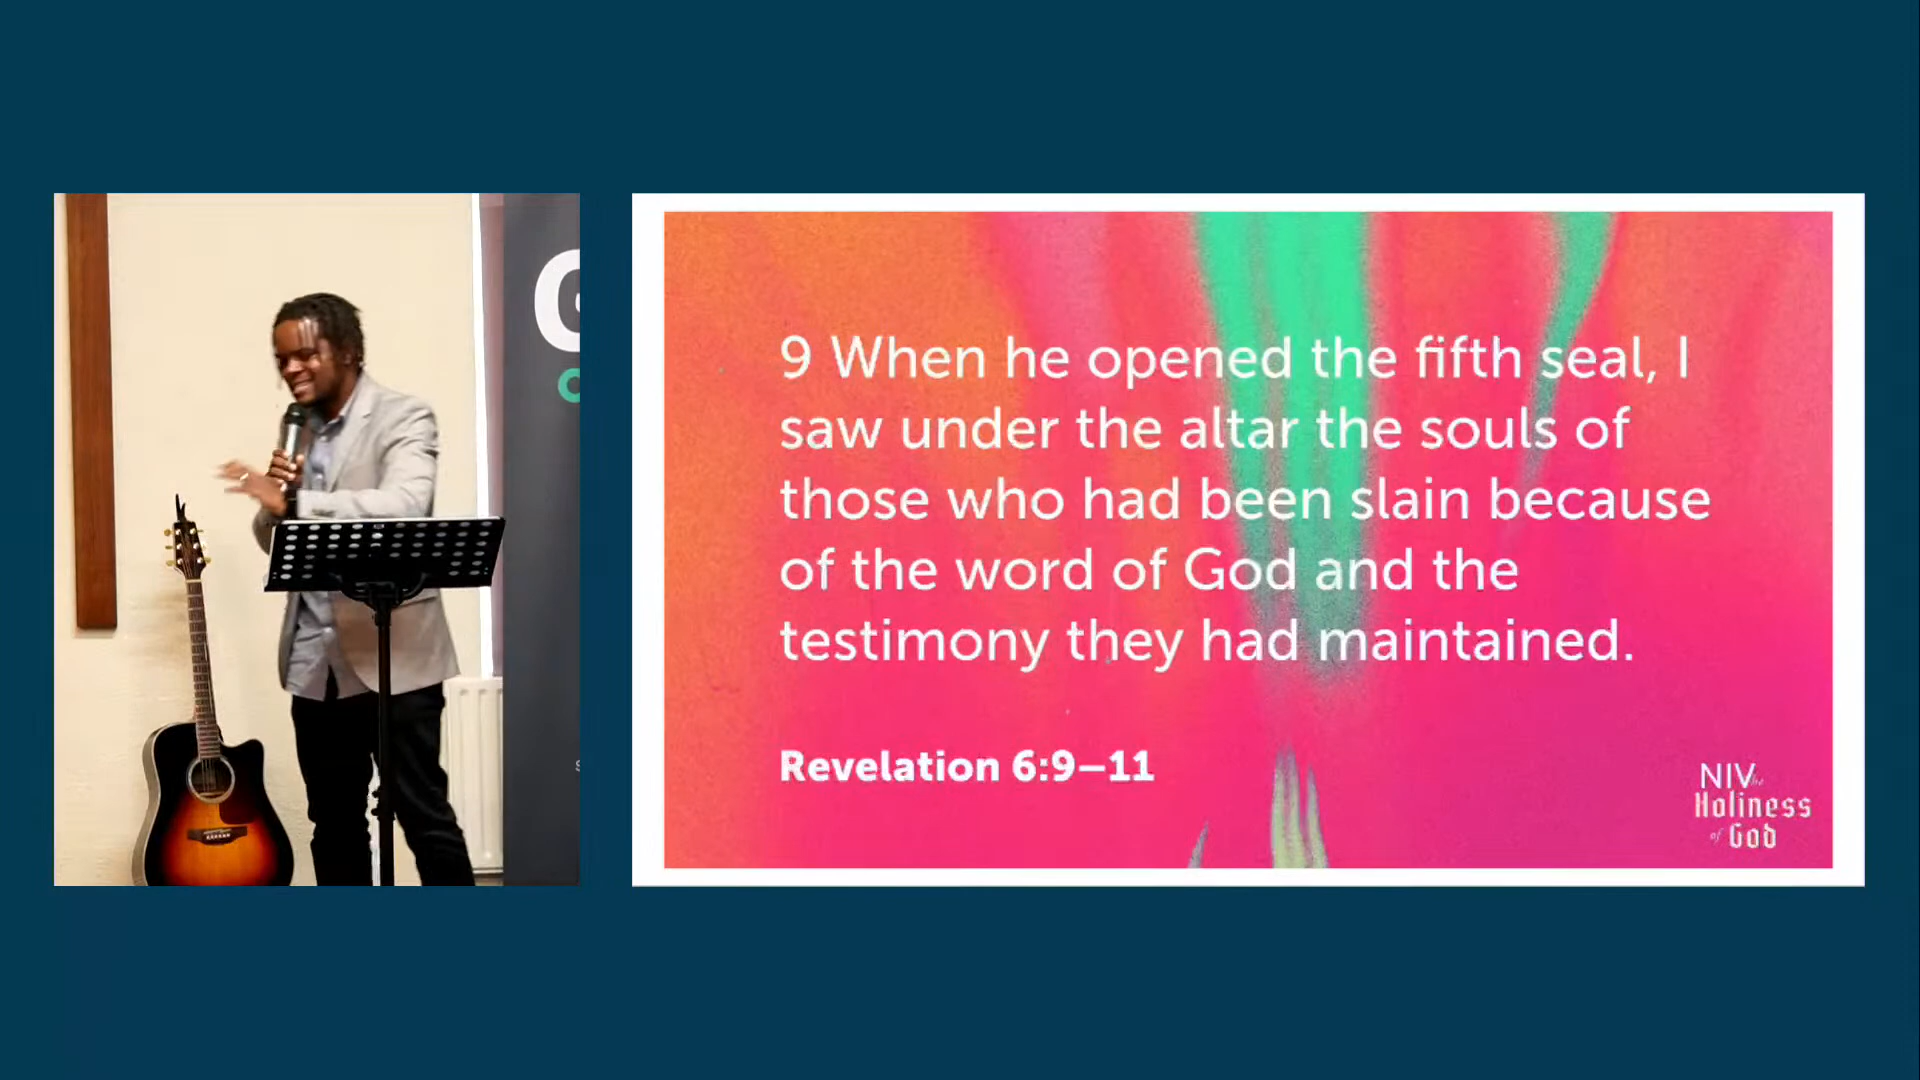 9 When he opened the fifth seal, I
saw under the altar the souls of
those who had been slain because
of the word of God and the
testimony they had maintained.
Revelation 6:9–11
NIV
the
Holiness
of God